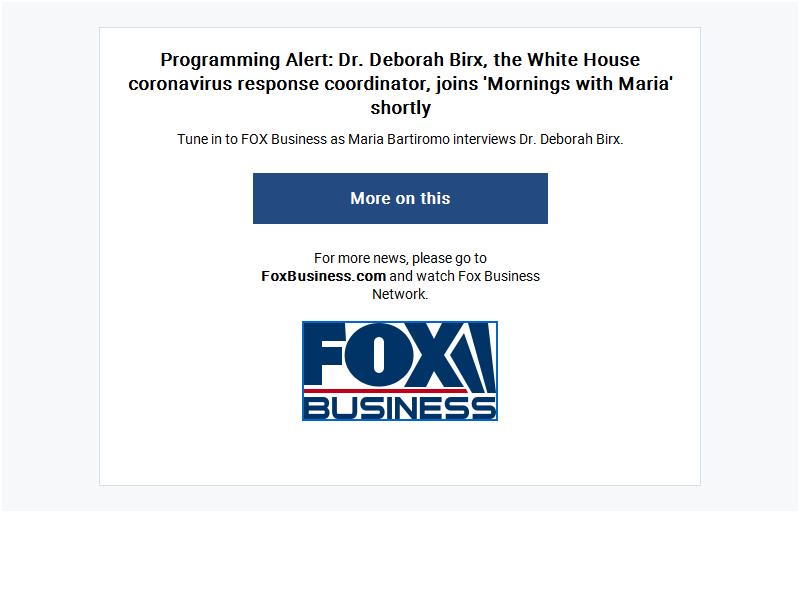 Programming Alert: Dr. Deborah Birx, the White House
coronavirus response coordinator, joins 'Mornings with Maria'
shortly
Tune in to FOX Business as Maria Bartiromo interviews Dr. Deborah Birx.
More on this
For more news, please go to
FoxBusiness.com and watch Fox Business
Network.
FOX
BUSINESS